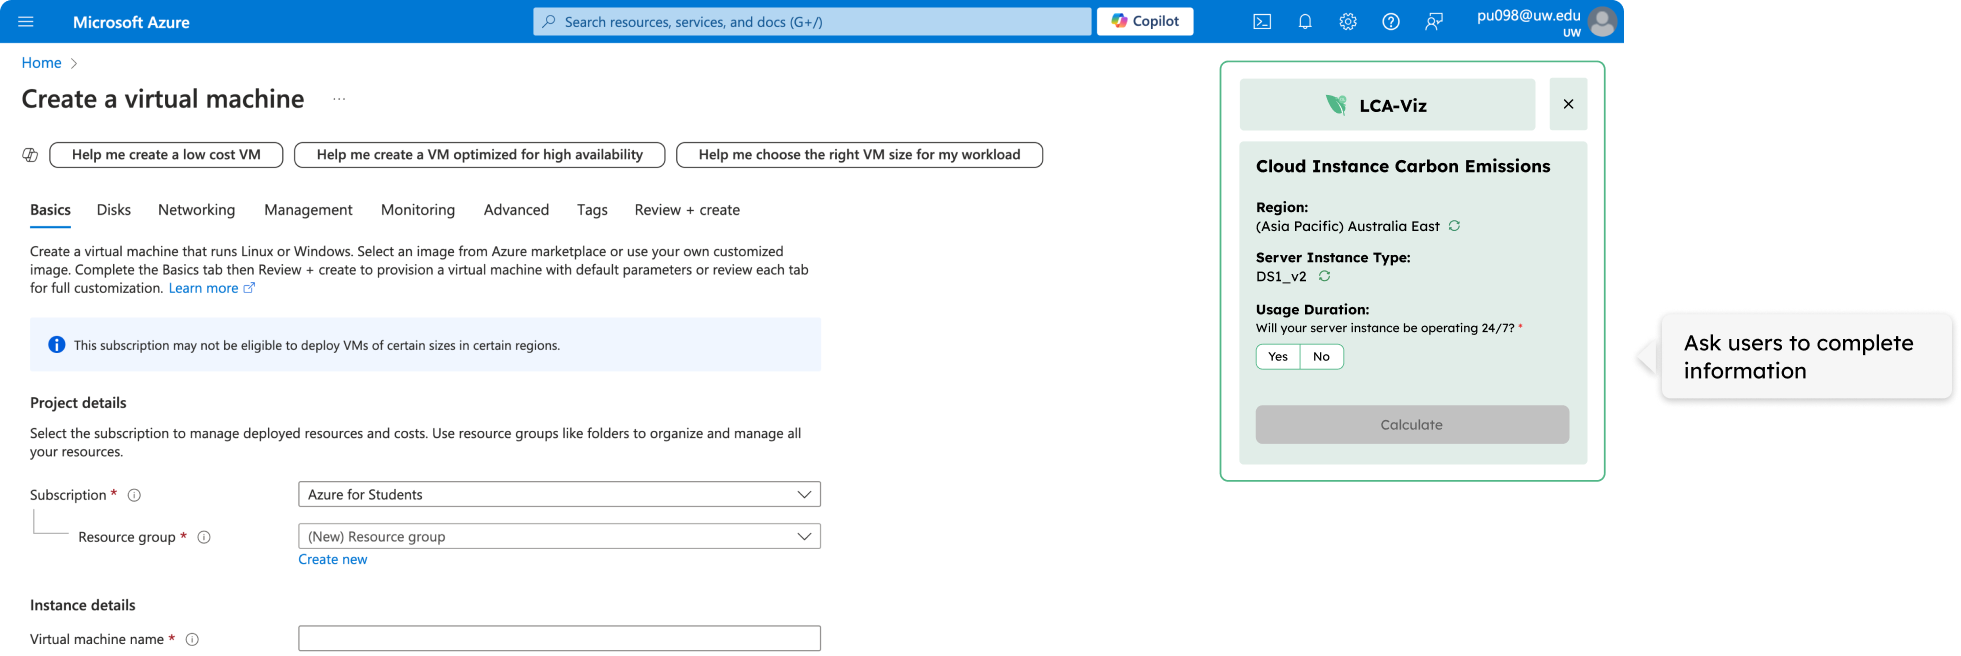 Microsoft Azure
Search resources, services, and docs (G+/)
Copilot
pu098@uw.edu
UW
Home
Create a virtual machine
Help me create a low cost VM
Help me create a VM optimized for high availability
Help me choose the right VM size for my workload
Basics
Disks
Networking
Management
Monitoring
Advanced
Tags
Review + create
Create a virtual machine that runs Linux or Windows. Select an image from Azure marketplace or use your own customized
image. Complete the Basics tab then Review + create to provision a virtual machine with default parameters or review each tab
for full customization. Learn more
This subscription may not be eligible to deploy VMs of certain sizes in certain regions.
Project details
Select the subscription to manage deployed resources and costs. Use resource groups like folders to organize and manage all
your resources.
Subscription *
Azure for Students
Resource group *
(New) Resource group
Create new
Instance details
Virtual machine name *
LCA-Viz
Cloud Instance Carbon Emissions
Region:
(Asia Pacific) Australia East
Server Instance Type:
DS1_v2
Usage Duration:
Will your server instance be operating 24/7? *
Yes
No
Calculate
Ask users to complete
information